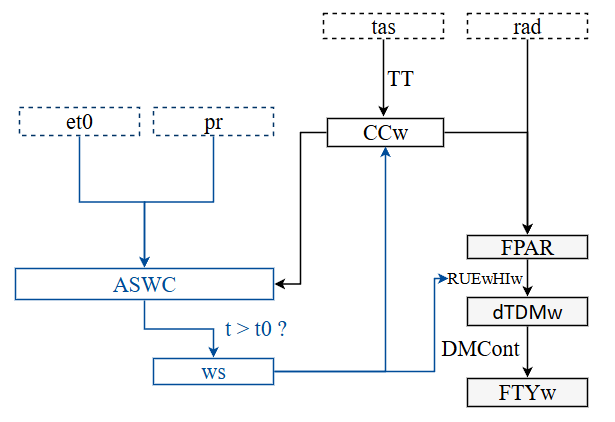 tas
rad
TT
et0
pr
CCw
FPAR
ASWC
RUEwHIw
dTDMw
t > t0 ?
DMCont
ws
FTYw